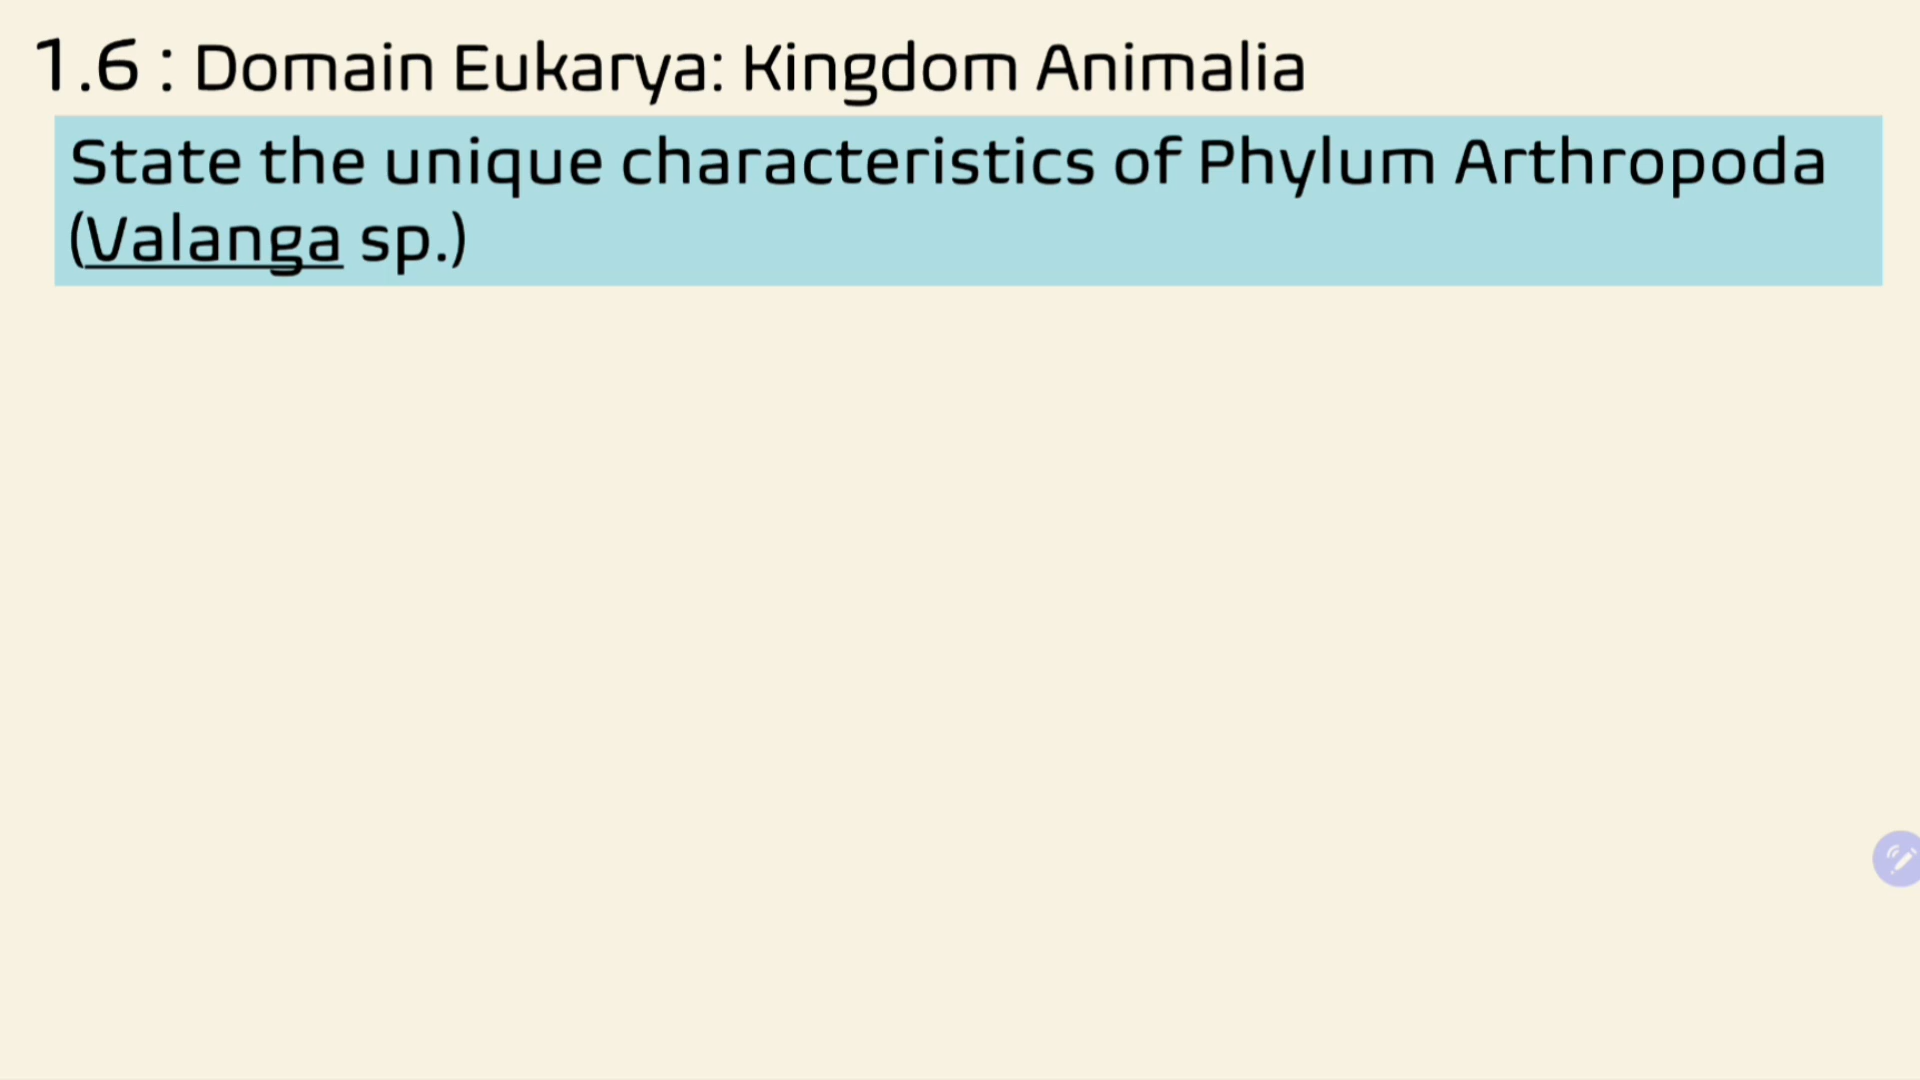 1.6 : Domain Eukarya: Kingdom Animalia
State the unique characteristics of Phylum Arthropoda
(Valanga sp.)